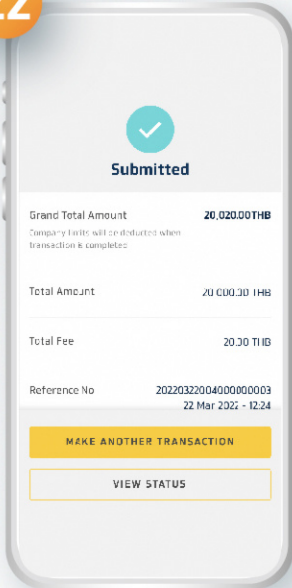 22
Submitted
Grand Total Amount 20,020.00THB
Company limits will be deducted when
transaction is completed
Total Amount 20,000.00 THB
Total Fee 20.00 THB
Reference No 20220322004000000003
22 Mar 2022 - 12:24
MAKE ANOTHER TRANSACTION
VIEW STATUS